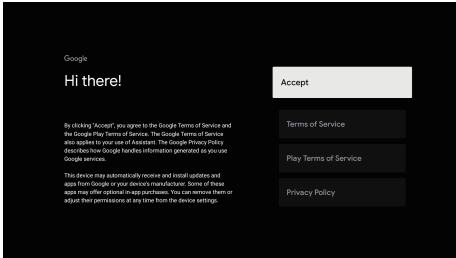 Google
Hi there!
By clicking "Accept", you agree to the Google Terms of Service and
the Google Play Terms of Service. The Google Terms of Service
also applies to your use of Assistant. The Google Privacy Policy
describes how Google handles information generated as you use
Google services.
This device may automatically receive and install updates and
apps from Google or your device's manufacturer. Some of these
apps may offer optional in-app purchases. You can remove them or
adjust their permissions at any time from the device settings.
Accept
Terms of Service
Play Terms of Service
Privacy Policy